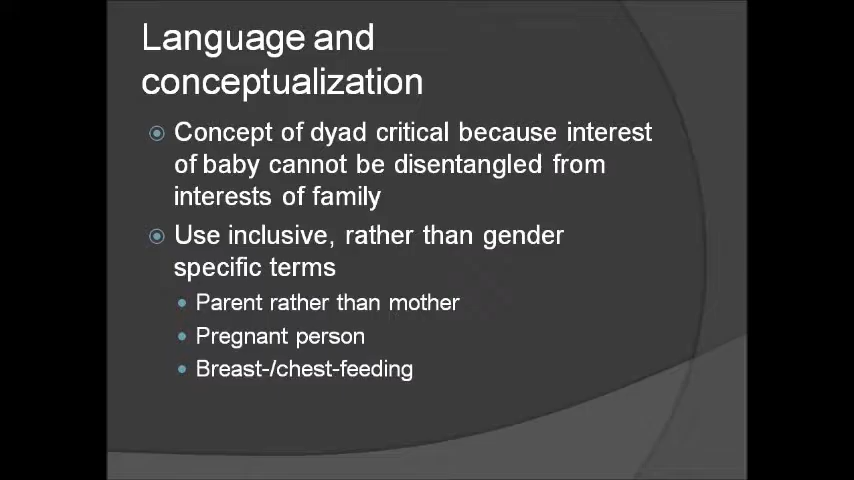 Language and
conceptualization
Concept of dyad critical because interest
of baby cannot be disentangled from
interests of family
Use inclusive, rather than gender
specific terms
Parent rather than mother
Pregnant person
Breast-/chest-feeding